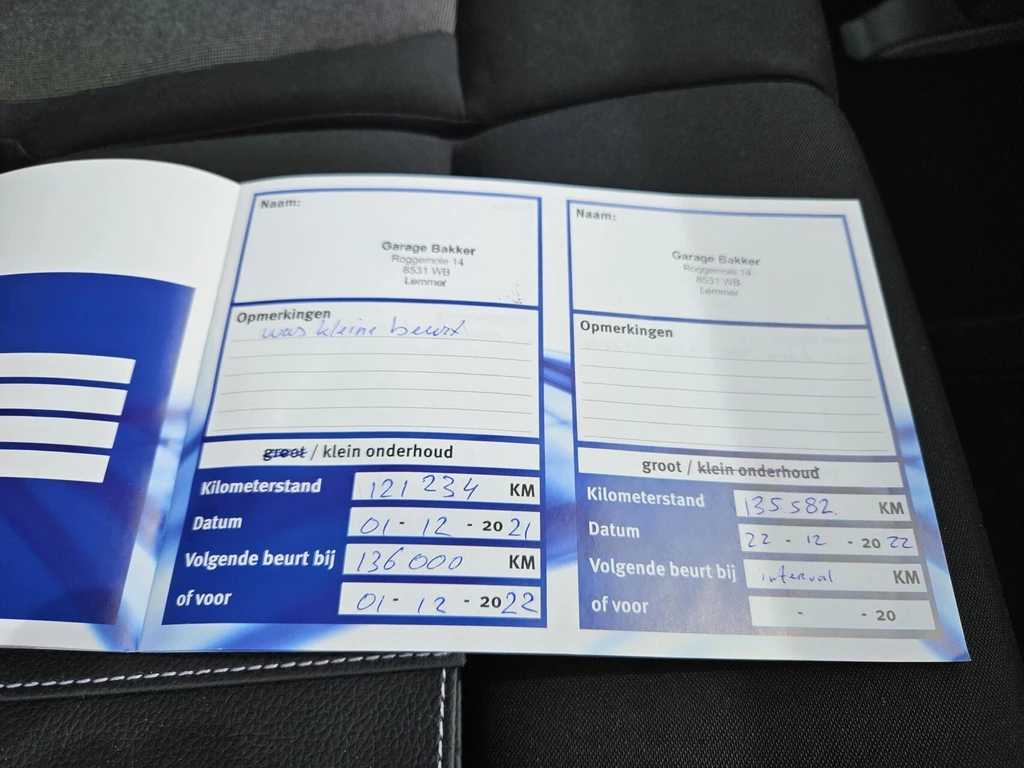 Naam:
Garage Bakker
Roggemole 14
8531 WB
Lemmer
Opmerkingen
was kleine beurt
groot / klein onderhoud
Kilometerstand 121 234 KM
Datum 01 - 12 - 2021
Volgende beurt bij 136 000 KM
of voor 01 - 12 - 2022
Naam:
Garage Bakker
Roggemole 14
8531 WB
Lemmer
Opmerkingen
groot / klein onderhoud
Kilometerstand 135.582. KM
Datum 22 - 12 - 20 22
Volgende beurt bij interval KM
of voor - - 20